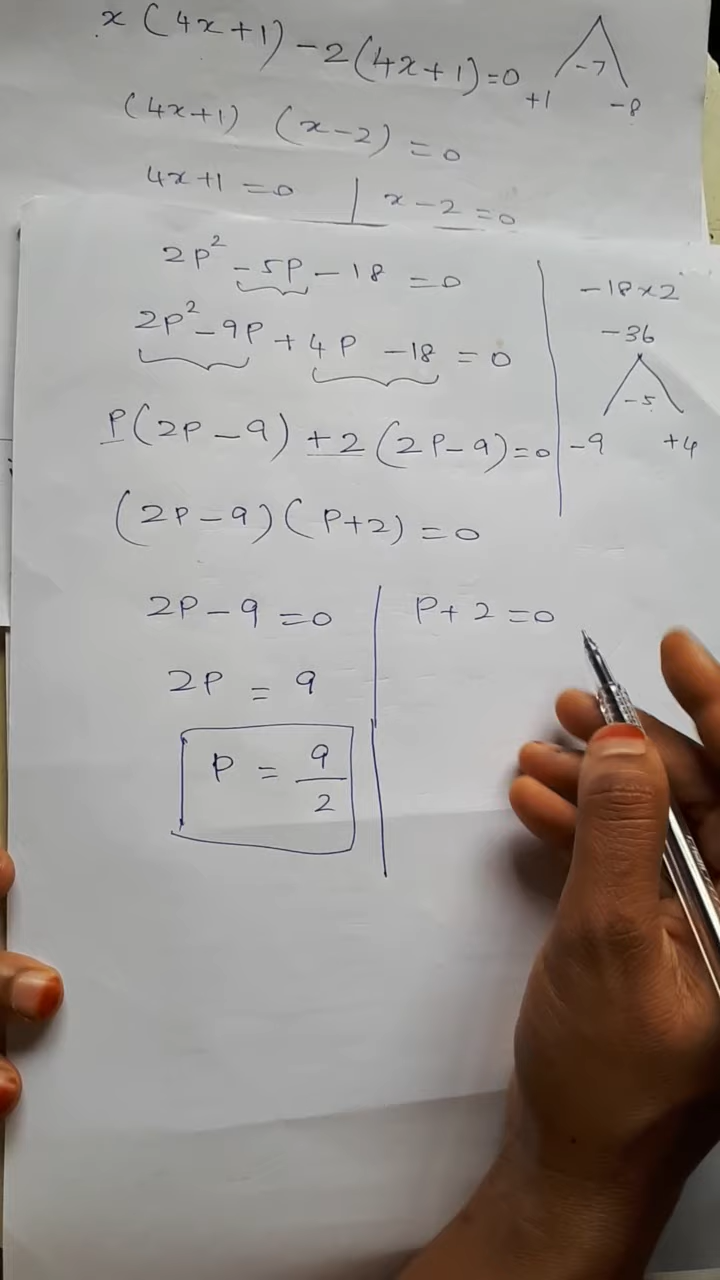 x (4x+1) -2(4x+1)=0
-7
+1 -8
(4x+1) (x-2) =0
4x+1 =0 | x-2=0
2P² -5P -18 =0
2P²-9P +4P -18 =0
P(2P-9) +2(2P-9)=0
(2P-9)(P+2)=0
-18×2
-36
-5
-9 +4
2P-9=0
2P = 9
P = 9/2
P+2=0